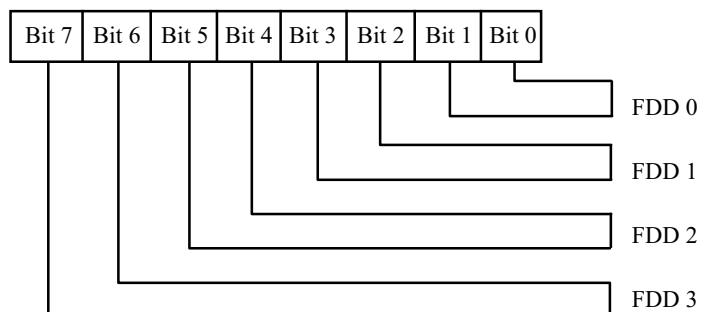 Bit 7 Bit 6 Bit 5 Bit 4 Bit 3 Bit 2 Bit 1 Bit 0
FDD 0
FDD 1
FDD 2
FDD 3